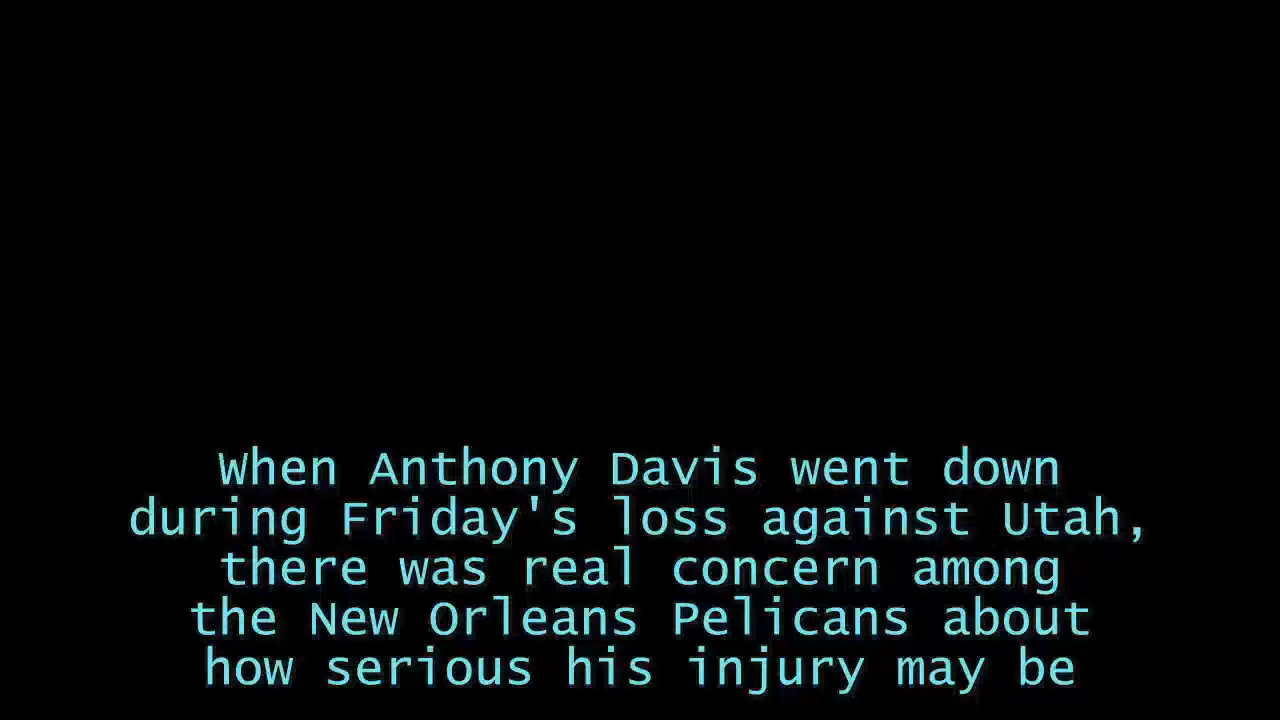 When Anthony Davis went down
during Friday's loss against Utah,
there was real concern among
the New Orleans Pelicans about
how serious his injury may be